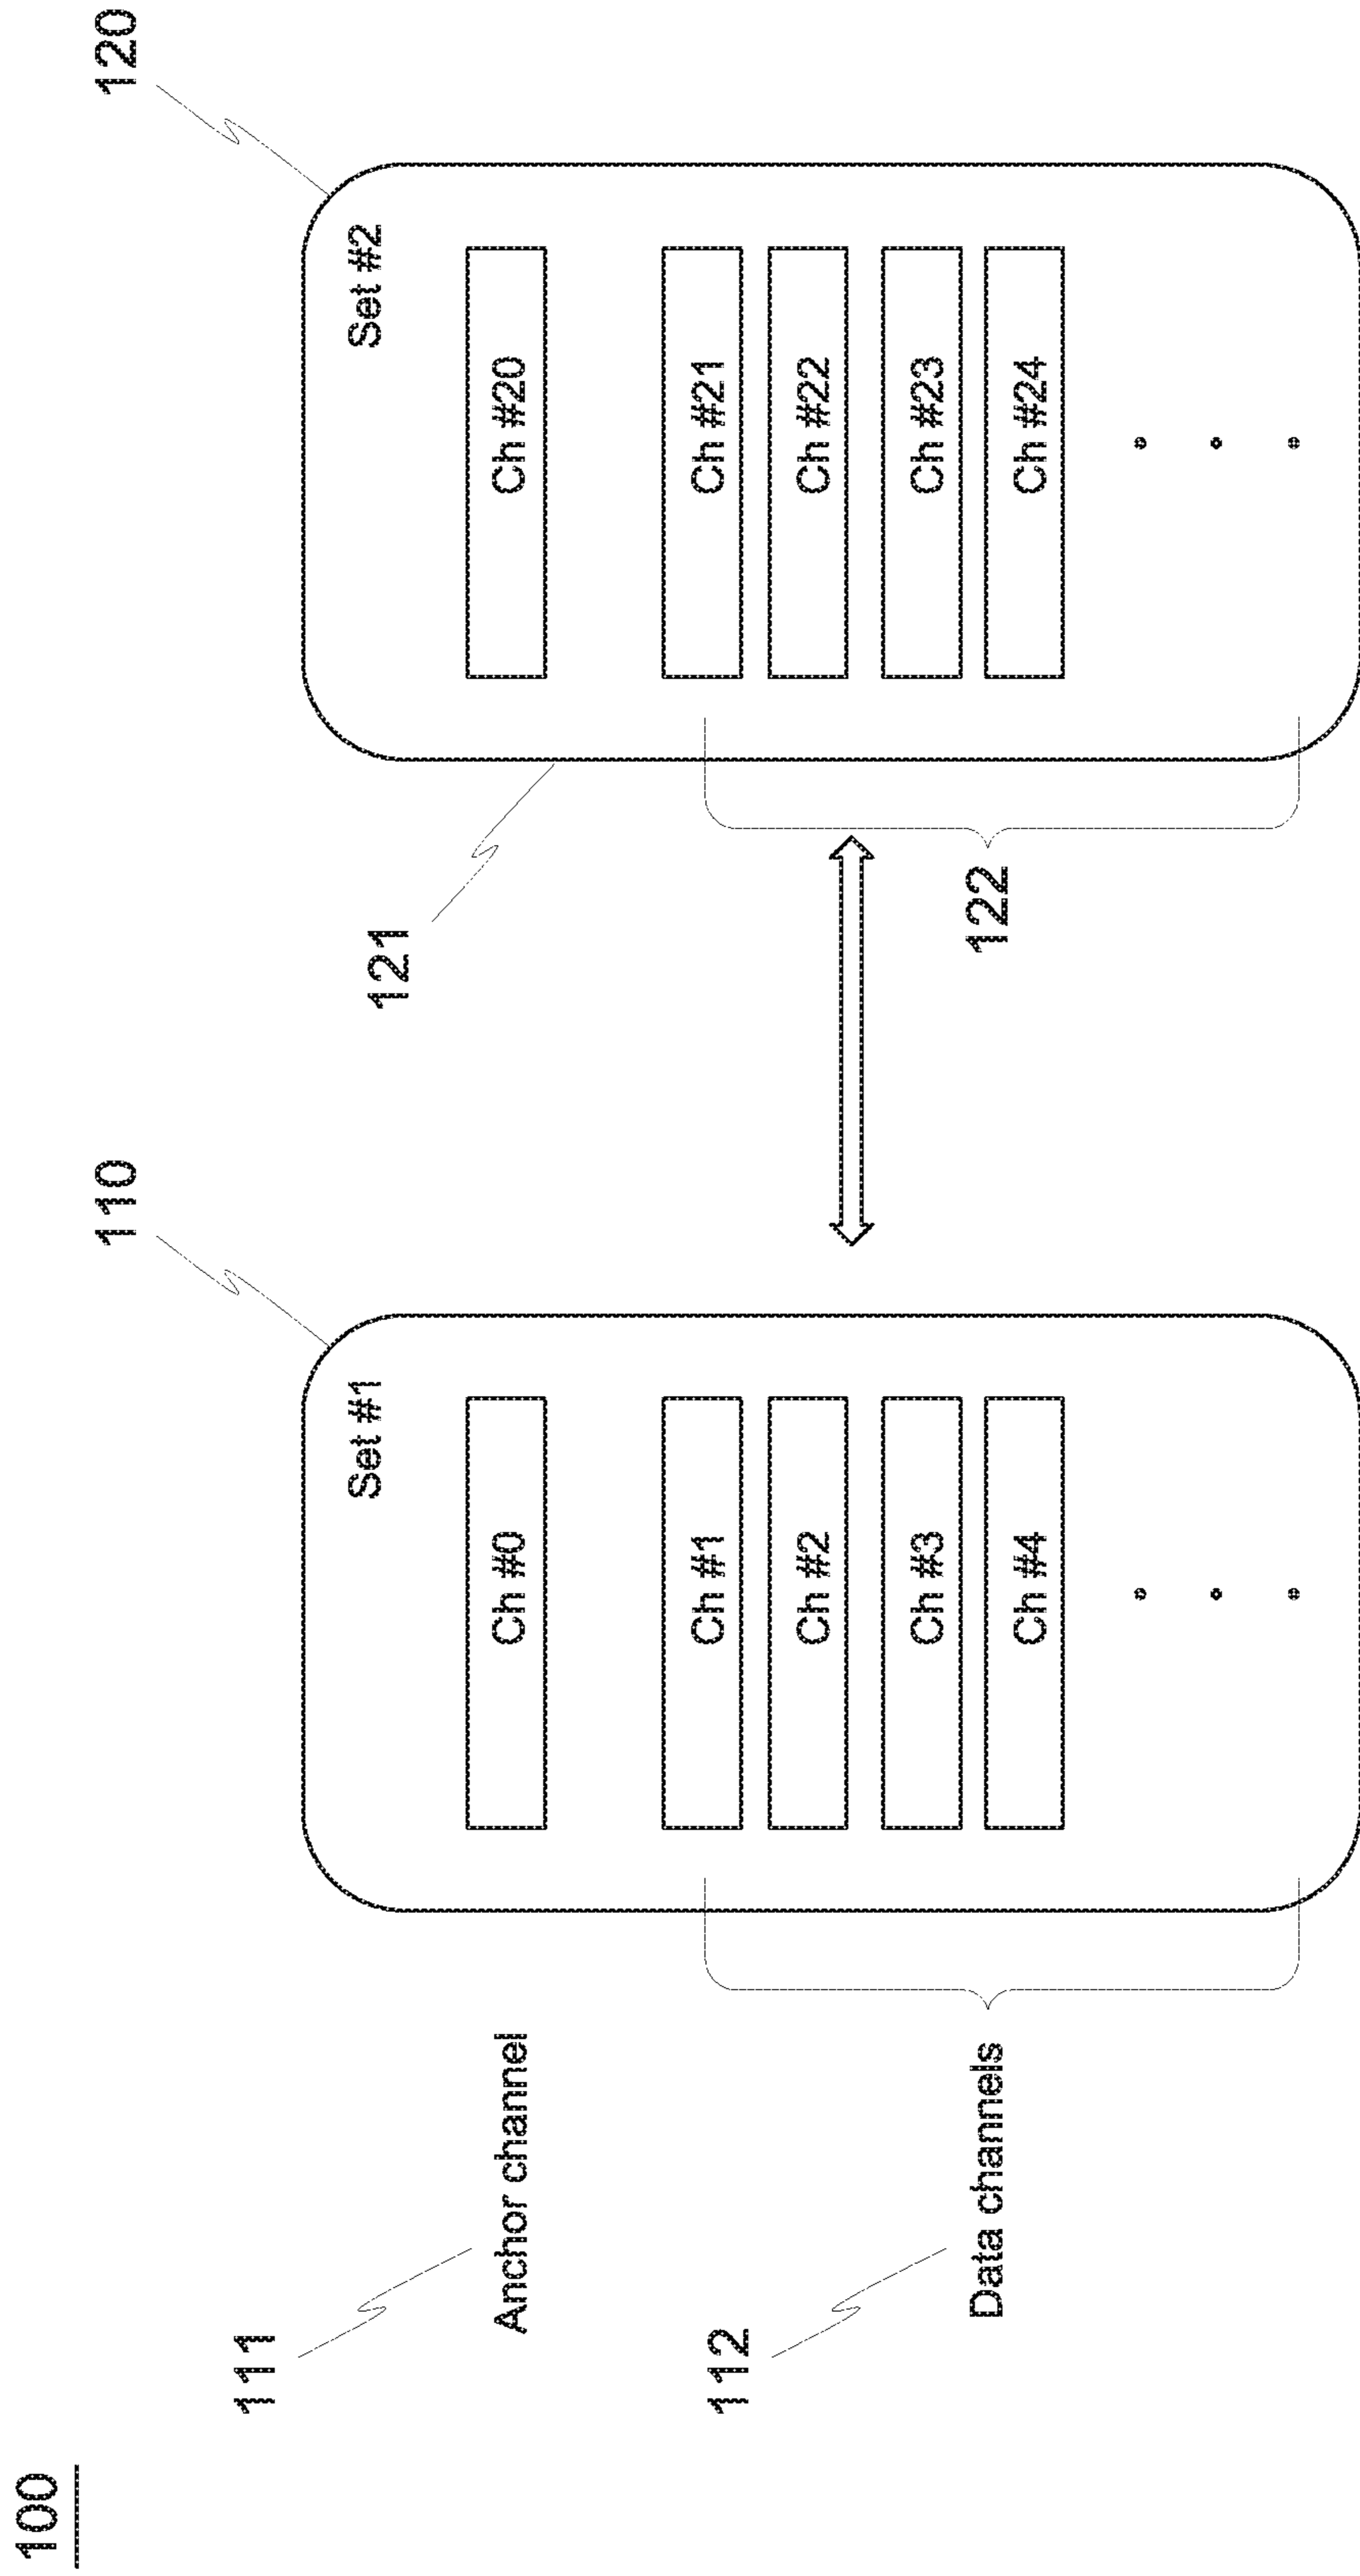 100
110
120
111
Anchor channel
112
Data channels
Set #1
Ch #0
Ch #1
Ch #2
Ch #3
Ch #4
121
122
Set #2
Ch #20
Ch #21
Ch #22
Ch #23
Ch #24